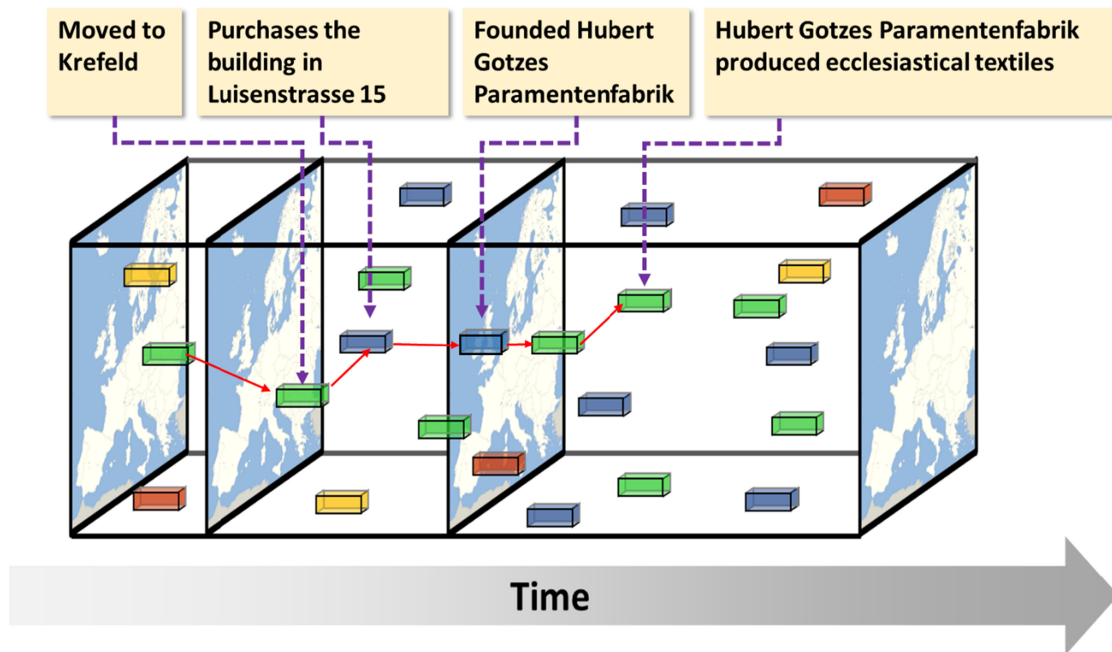 Moved to
Krefeld
Purchases the
building in
Luisenstrasse 15
Founded Hubert
Gotzes
Paramentenfabrik
Hubert Gotzes Paramentenfabrik
produced ecclesiastical textiles
Time